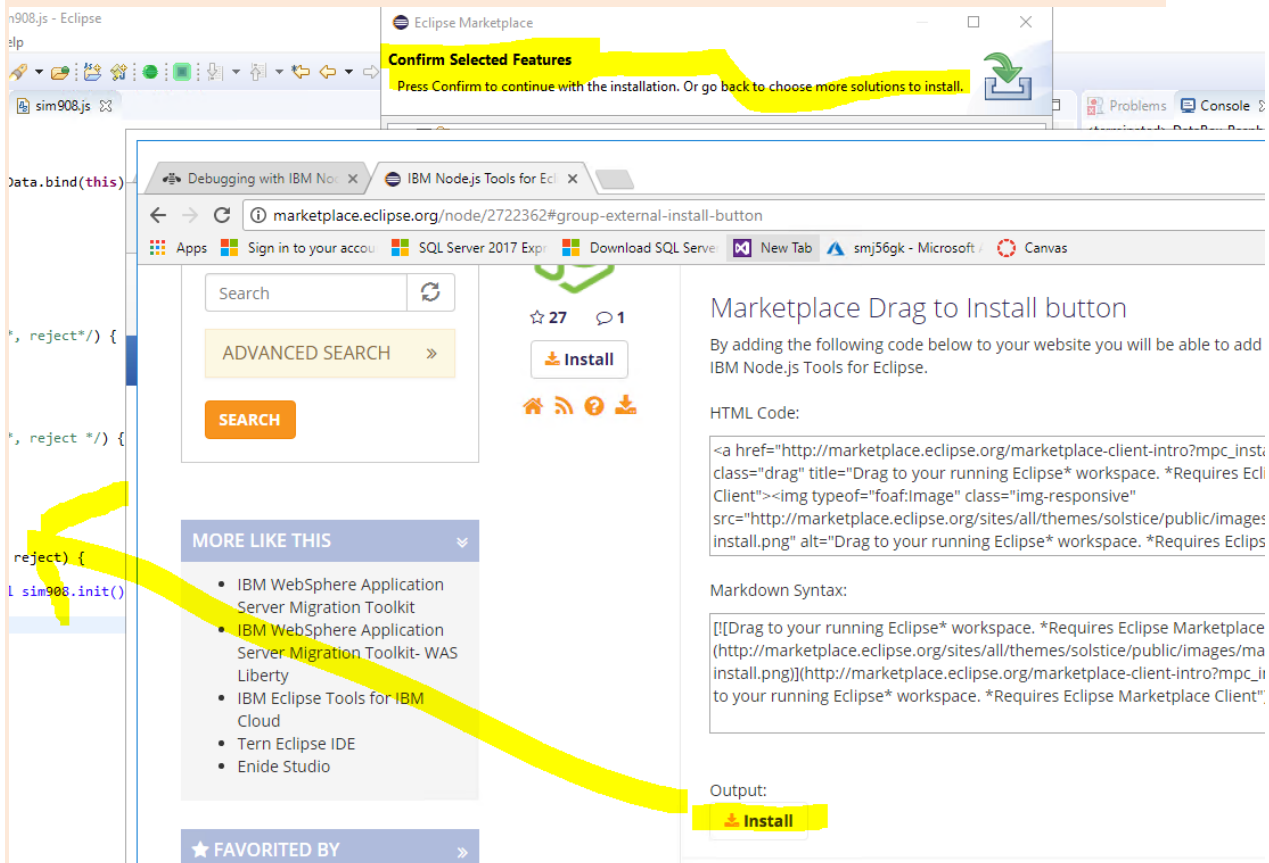 n908.js - Eclipse
elp
sim908.js
Eclipse Marketplace
Confirm Selected Features
Press Confirm to continue with the installation. Or go back to choose more solutions to install.
Problems Console
Data.bind(this)
*, reject*/) {
*, reject */) {
reject) {
l sim908.init()
Debugging with IBM No
IBM Node.js Tools for Ecl
marketplace.eclipse.org/node/2722362#group-external-install-button
Apps Sign in to your accou SQL Server 2017 Expr Download SQL Server New Tab smj56gk - Microsoft Canvas
Search
ADVANCED SEARCH »
SEARCH
27 1
Install
MORE LIKE THIS
• IBM WebSphere Application
Server Migration Toolkit
• IBM WebSphere Application
Server Migration Toolkit- WAS
Liberty
• IBM Eclipse Tools for IBM
Cloud
• Tern Eclipse IDE
• Enide Studio
FAVORITED BY »
Marketplace Drag to Install button
By adding the following code below to your website you will be able to add
IBM Node.js Tools for Eclipse.
HTML Code:
<a href="http://marketplace.eclipse.org/marketplace-client-intro?mpc_insta
class="drag" title="Drag to your running Eclipse* workspace. *Requires Ecli
Client"><img typeof="foaf:Image" class="img-responsive"
src="http://marketplace.eclipse.org/sites/all/themes/solstice/public/images
install.png" alt="Drag to your running Eclipse* workspace. *Requires Eclips
Markdown Syntax:
[![Drag to your running Eclipse* workspace. *Requires Eclipse Marketplace
(http://marketplace.eclipse.org/sites/all/themes/solstice/public/images/ma
install.png)](http://marketplace.eclipse.org/marketplace-client-intro?mpc_in
to your running Eclipse* workspace. *Requires Eclipse Marketplace Client"
Output:
Install